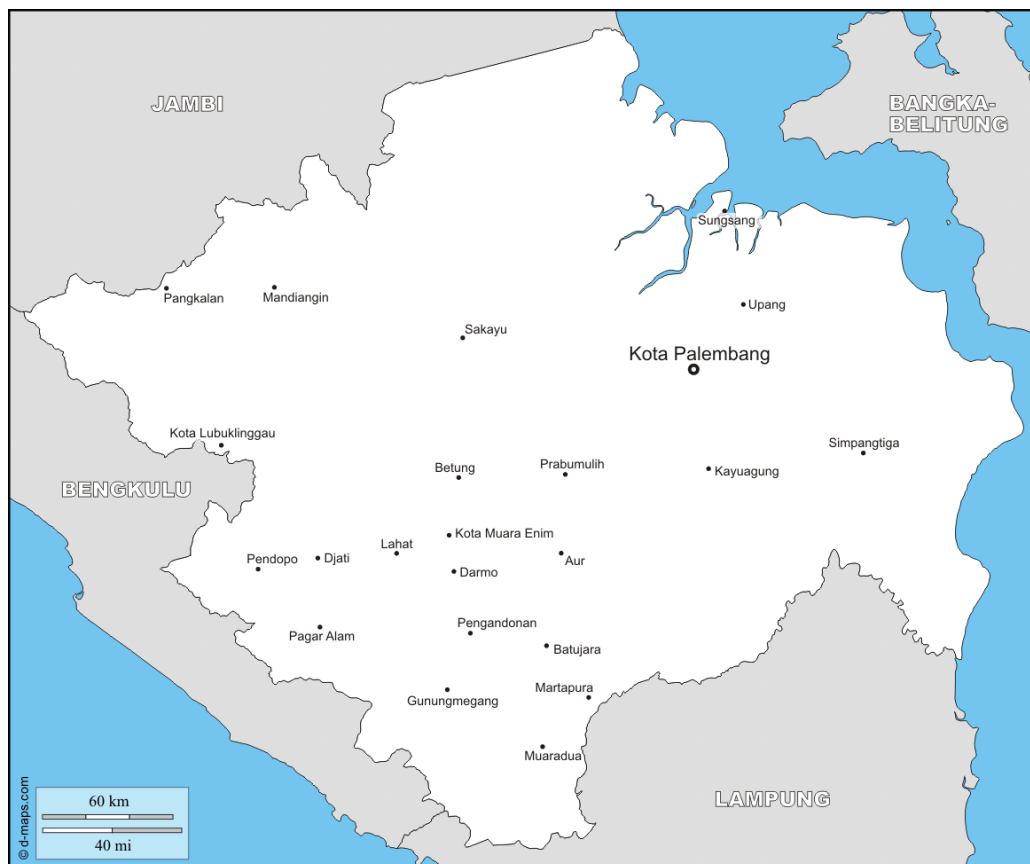 JAMBI
BANGKA-
BELITUNG
Sungsang
Pangkalan
Mandiangin
Upang
Sakayu
Kota Palembang
Kota Lubuklinggau
Simpangtiga
Betung
Prabumulih
Kayuagung
BENGKULU
Kota Muara Enim
Lahat
Aur
Pendopo
Djati
Darmo
Pagar Alam
Pengandonan
Batujara
Gunungmegang
Martapura
Muaradua
LAMPUNG
60 km
40 mi
© d-maps.com